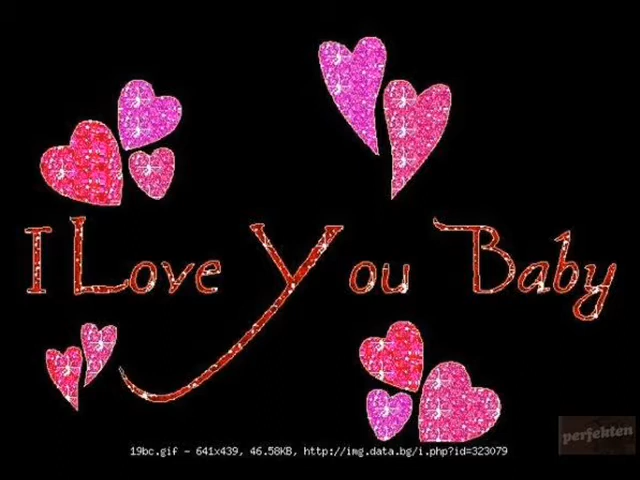 I Love You Baby
perfekten
19bc.gif - 641x439, 46.58KB, http://img.data.bg/i.php?id=323079